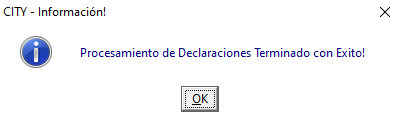 CITY - Información!
Procesamiento de Declaraciones Terminado con Exito!
OK